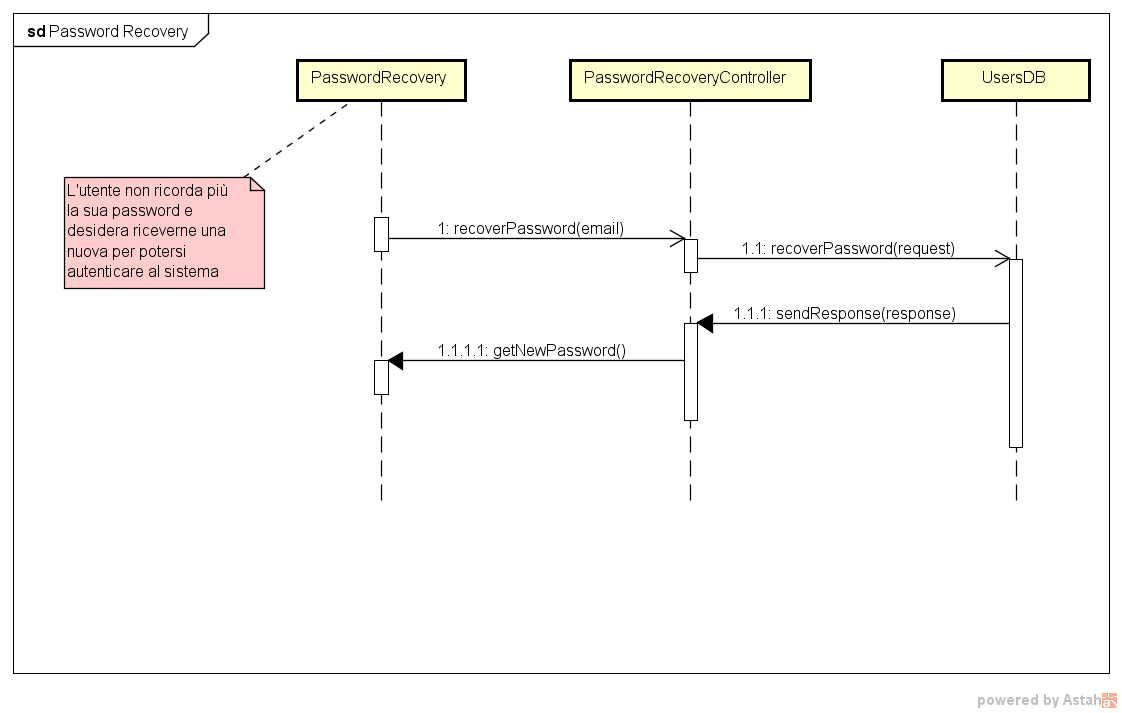 sd Password Recovery
PasswordRecovery
PasswordRecoveryController
UsersDB
L'utente non ricorda più
la sua password e
desidera riceverne una
nuova per potersi
autenticare al sistema
1: recoverPassword(email)
1.1: recoverPassword(request)
1.1.1: sendResponse(response)
1.1.1.1: getNewPassword()
powered by Astah